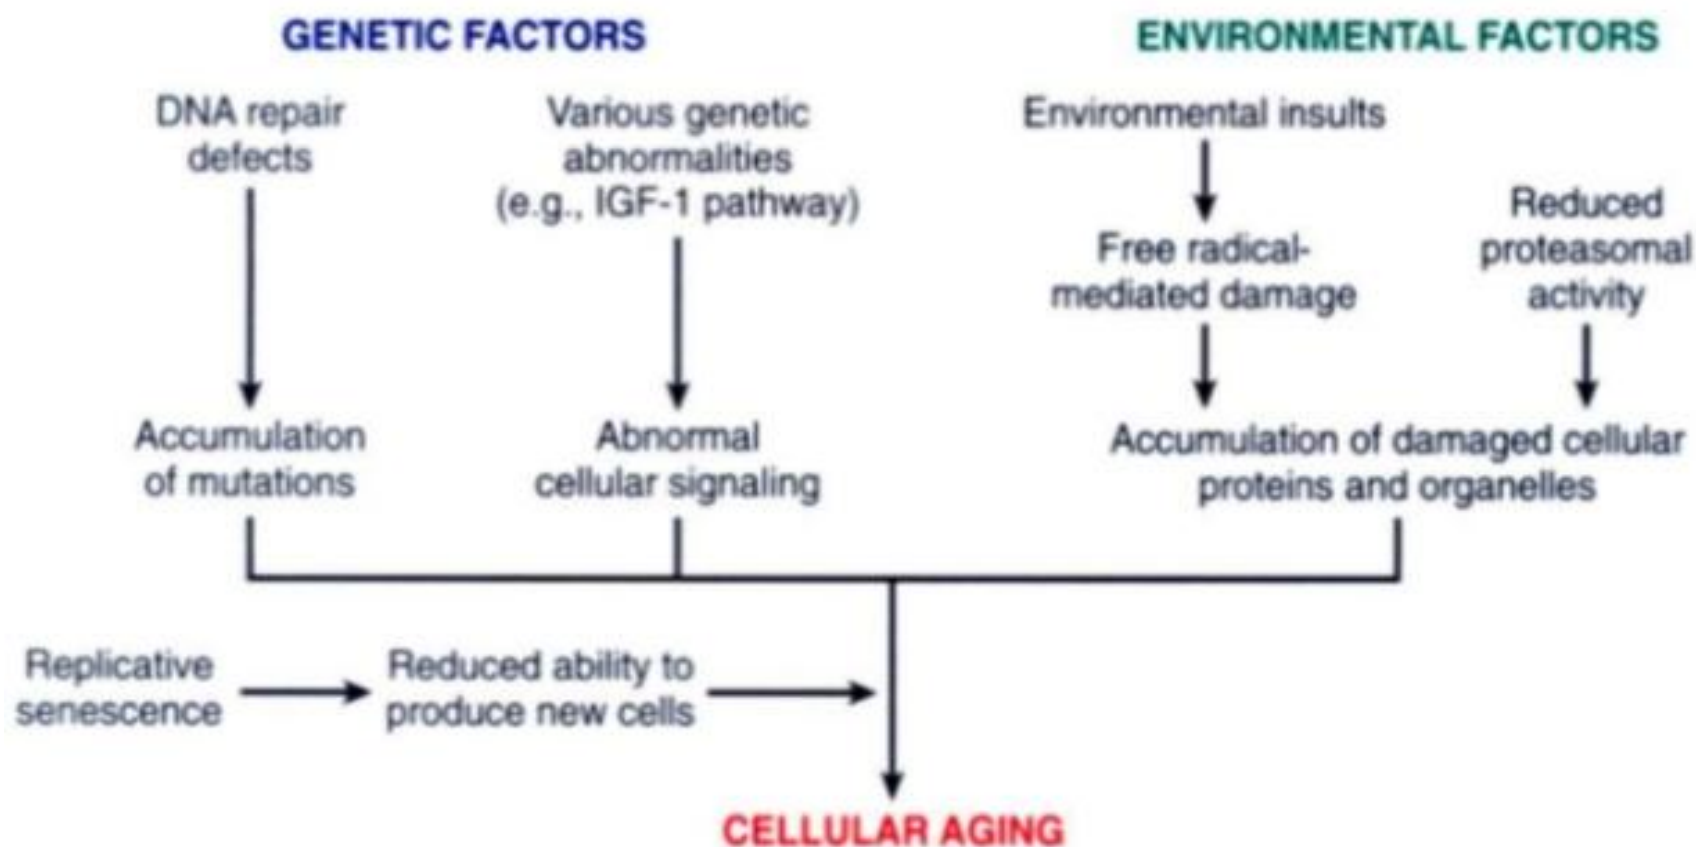 GENETIC FACTORS
ENVIRONMENTAL FACTORS
DNA repair
defects
Various genetic
abnormalities
(e.g., IGF-1 pathway)
Environmental insults
Free radical-
mediated damage
Reduced
proteasomal
activity
Accumulation
of mutations
Abnormal
cellular signaling
Accumulation of damaged cellular
proteins and organelles
Replicative
senescence
Reduced ability to
produce new cells
CELLULAR AGING